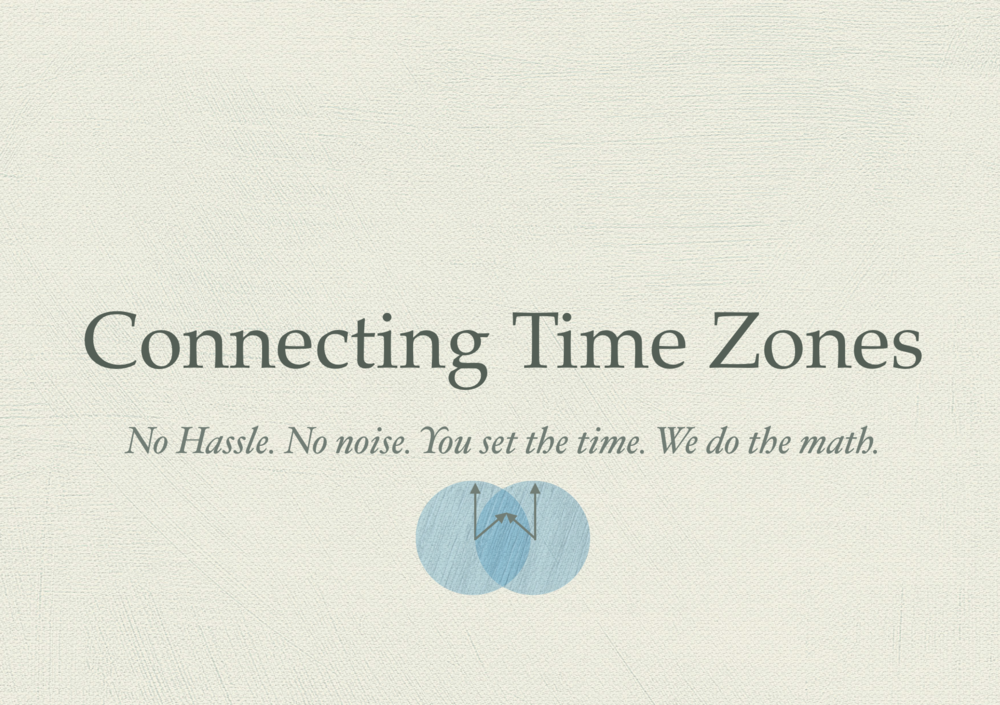 Connecting Time Zones
No Hassle. No noise. You set the time. We do the math.